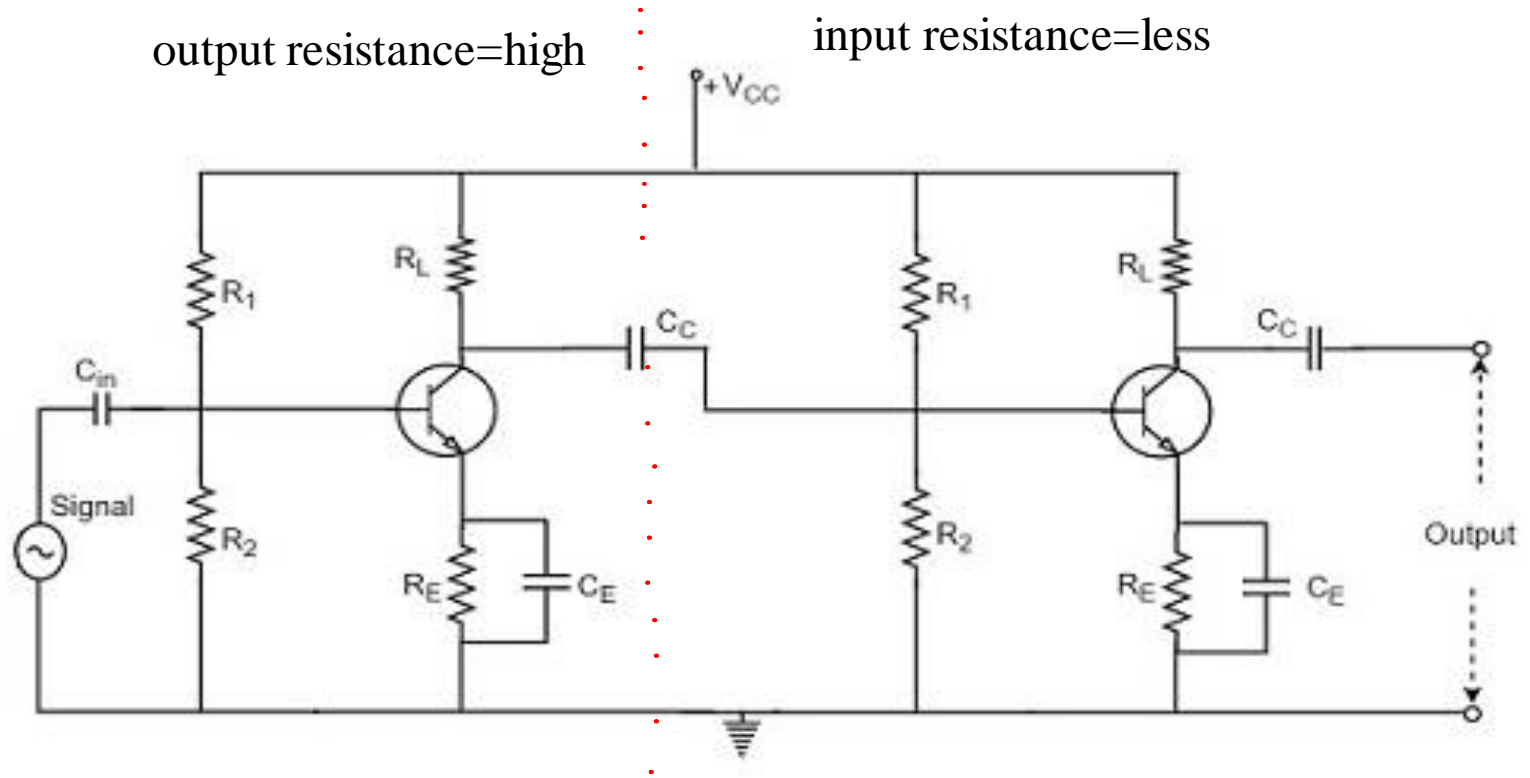 output resistance=high
input resistance=less
+VCC
R1
RL
CC
R1
RL
CC
Cin
Signal
R2
RE
CE
R2
RE
CE
Output